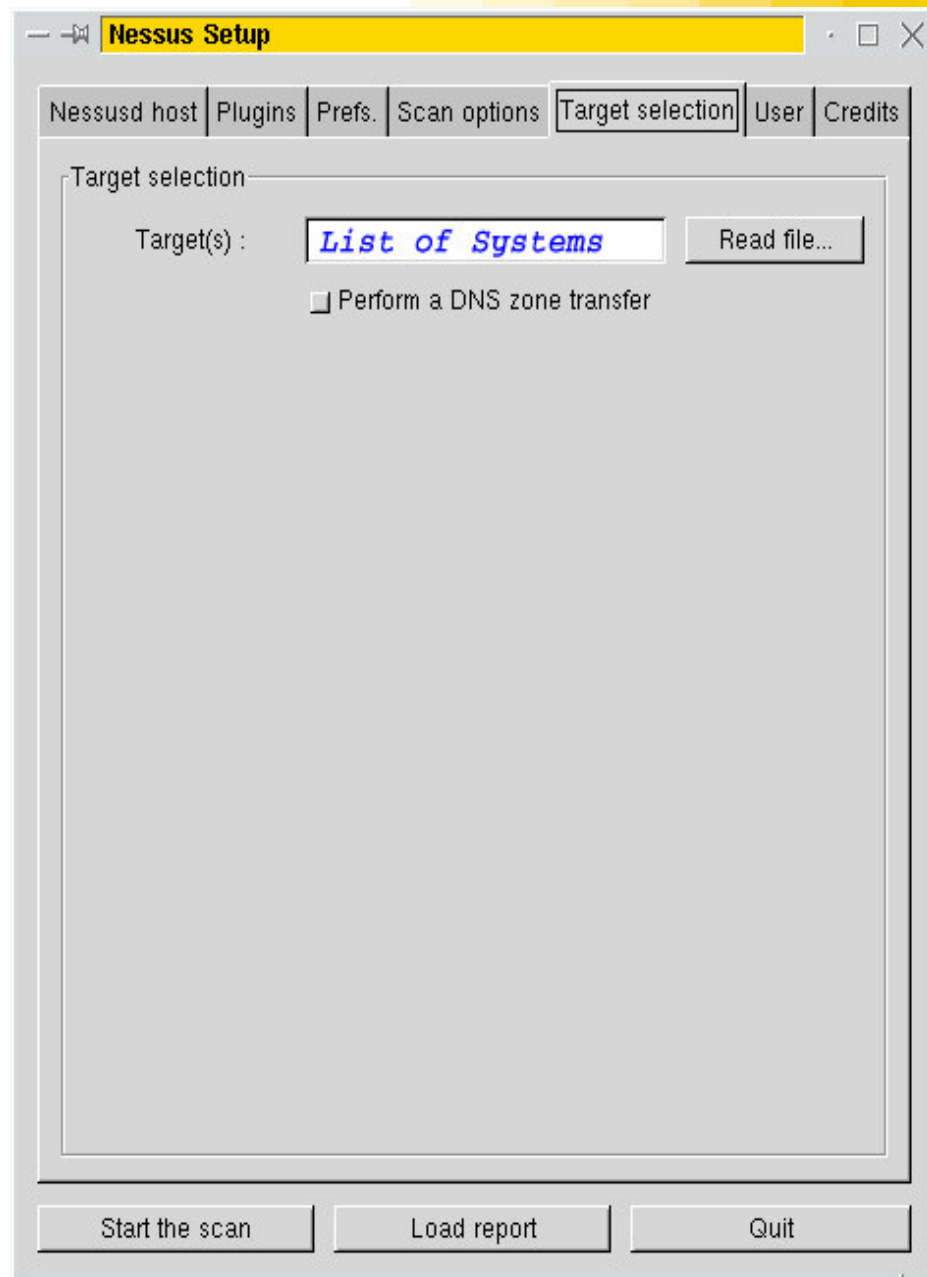 Nessus Setup
Nessusd host Plugins Prefs. Scan options Target selection User Credits
Target selection
Target(s) : List of Systems Read file...
Perform a DNS zone transfer
Start the scan Load report Quit